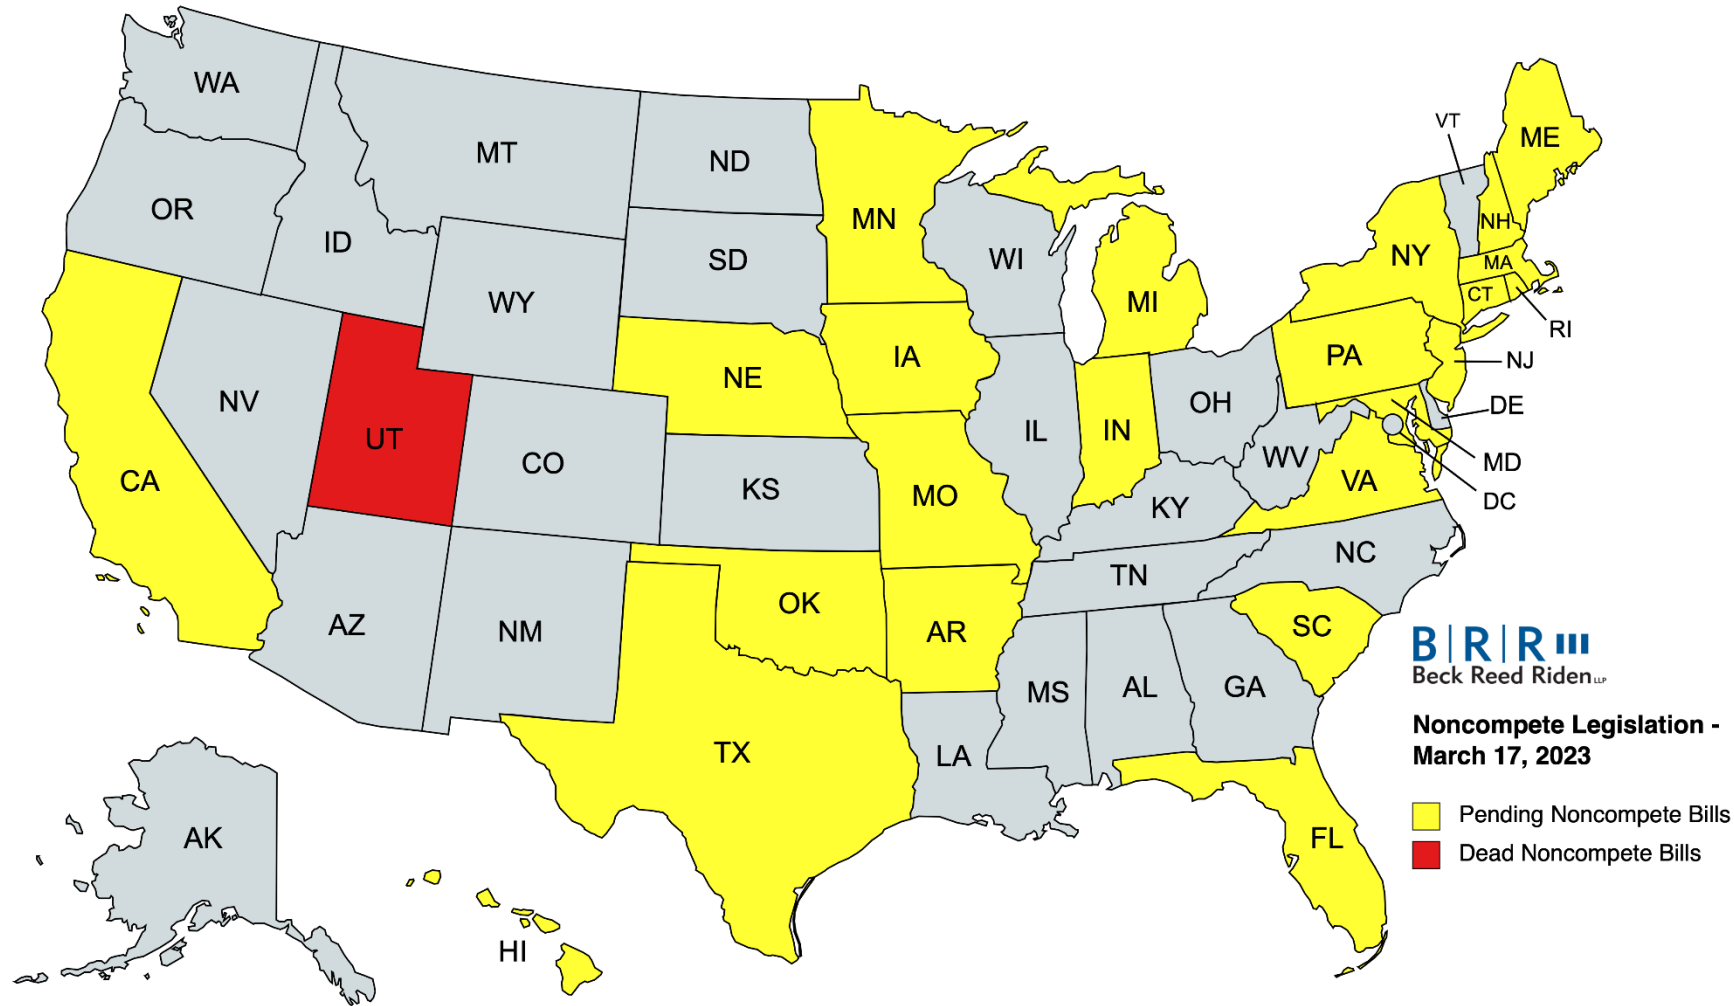 WA
MT
ND
MN
VT
ME
OR
ID
SD
WI
NY
NH
MA
CT
RI
WY
MI
IA
PA
NJ
NE
NV
UT
CO
IL
IN
OH
DE
WV
MD
DC
CA
KS
MO
KY
VA
NC
TN
AZ
NM
OK
AR
SC
MS
AL
GA
TX
LA
FL
AK
HI
B|R|R
Beck Reed Riden LLP
Noncompete Legislation -
March 17, 2023
Pending Noncompete Bills
Dead Noncompete Bills